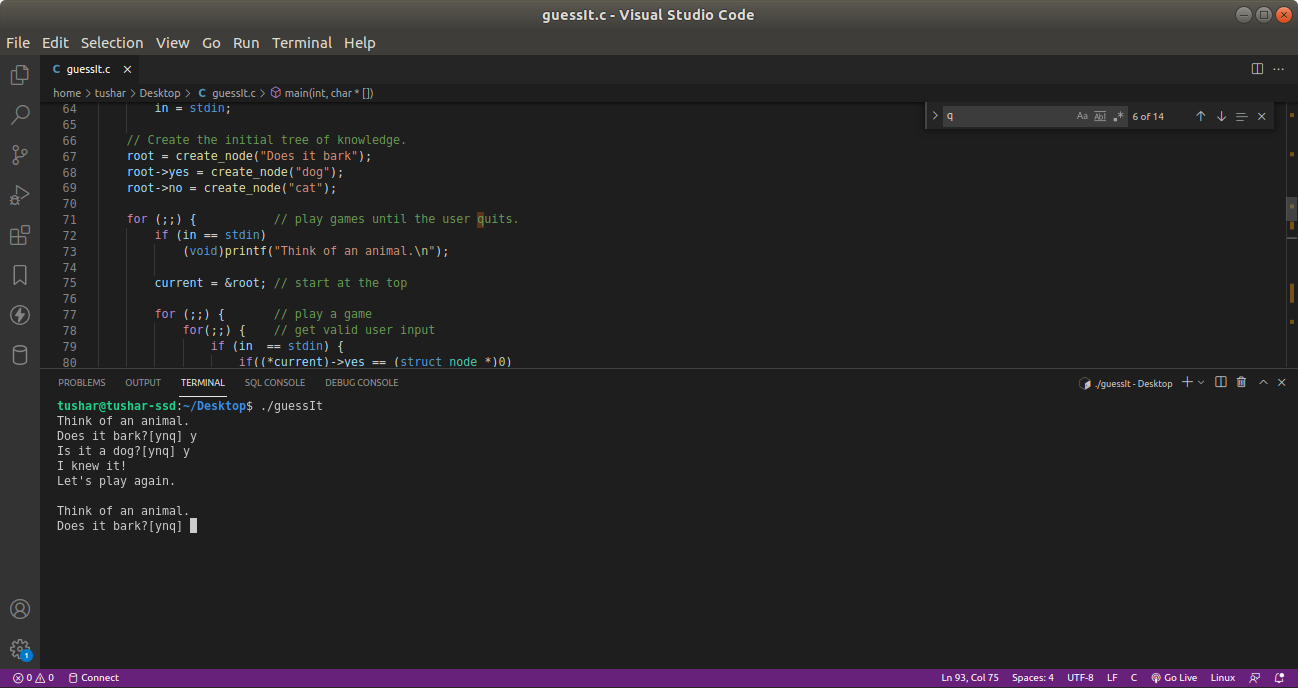 guessIt.c - Visual Studio Code
File Edit Selection View Go Run Terminal Help
C guessIt.c
home > tushar > Desktop > C guessIt.c > main(int, char * [])
q Aa Abl .* 6 of 14
64 in = stdin;
65
66 // Create the initial tree of knowledge.
67 root = create_node("Does it bark");
68 root->yes = create_node("dog");
69 root->no = create_node("cat");
70
71 for (;;) { // play games until the user quits.
72 if (in == stdin)
73 (void)printf("Think of an animal.\n");
74
75 current = &root; // start at the top
76
77 for (;;) { // play a game
78 for(;;) { // get valid user input
79 if (in == stdin) {
80 if((*current)->yes == (struct node *)0)
PROBLEMS OUTPUT TERMINAL SQL CONSOLE DEBUG CONSOLE
./guessIt - Desktop
tushar@tushar-ssd:~/Desktop$ ./guessIt
Think of an animal.
Does it bark?[ynq] y
Is it a dog?[ynq] y
I knew it!
Let's play again.

Think of an animal.
Does it bark?[ynq]
1
0 0 Connect Ln 93, Col 75 Spaces: 4 UTF-8 LF C Go Live Linux